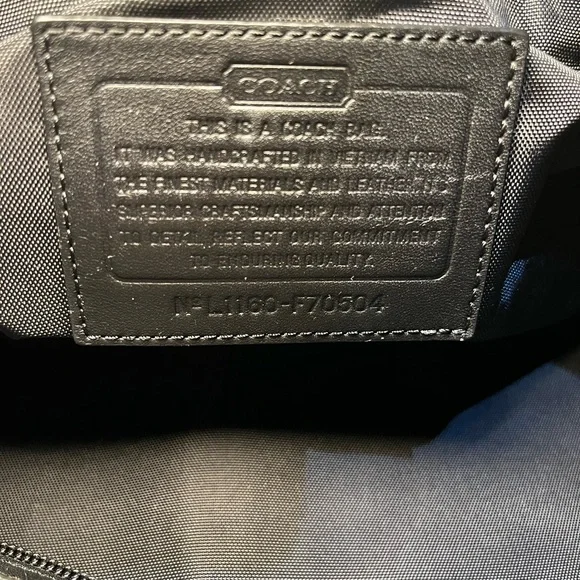 COACH
THIS IS A COACH BAG.
IT WAS HANDCRAFTED IN VIETNAM FROM
THE FINEST MATERIALS AND LEATHER. ITS
SUPERIOR CRAFTSMANSHIP AND ATTENTION
TO DETAIL, REFLECT OUR COMMITMENT
TO ENDURING QUALITY.
Nº L1160-F70504